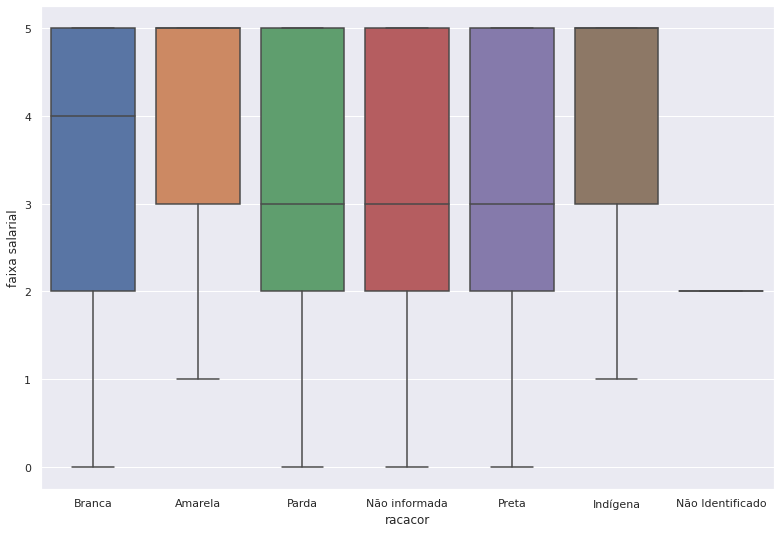 5
4
3
2
1
0
faixa salarial
Branca Amarela Parda Não informada Preta Indígena Não Identificado
racacor